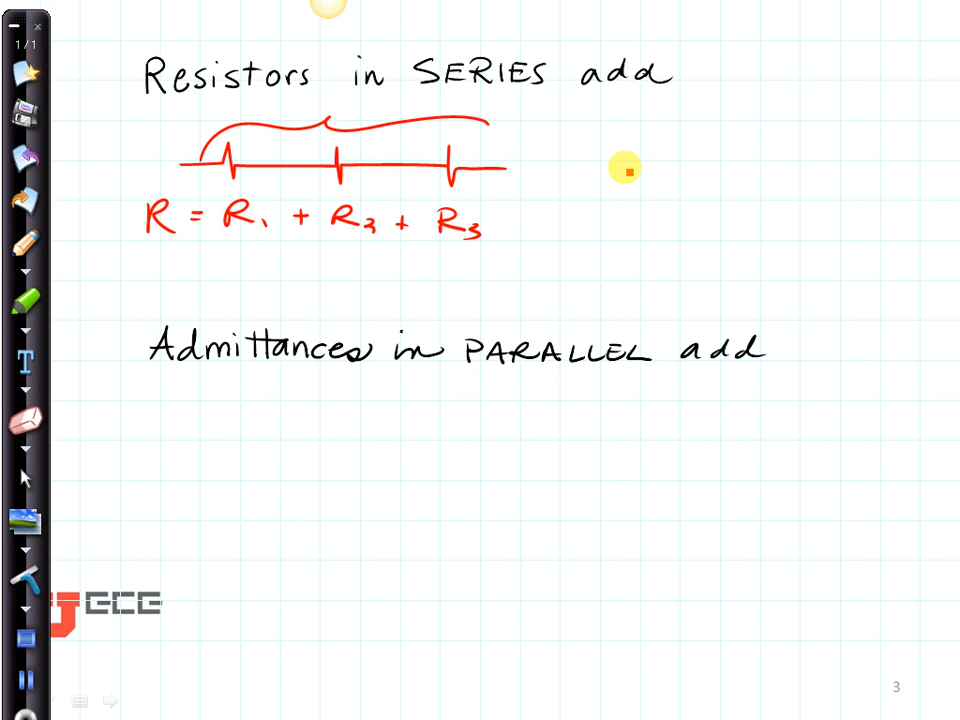 1/1
Resistors in SERIES add
R = R1 + R2 + R3
Admittances in PARALLEL add
T
ECE
3